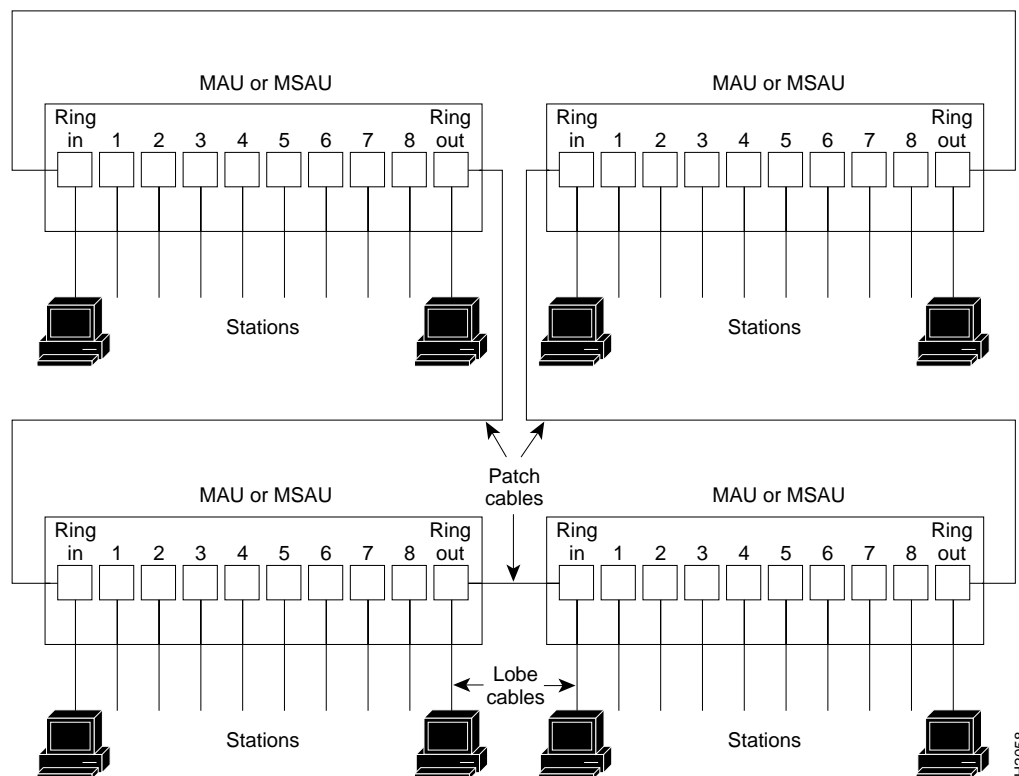 MAU or MSAU
Ring in 1 2 3 4 5 6 7 8 Ring out
Stations
MAU or MSAU
Ring in 1 2 3 4 5 6 7 8 Ring out
Stations
Patch
cables
MAU or MSAU
Ring in 1 2 3 4 5 6 7 8 Ring out
Stations
MAU or MSAU
Ring in 1 2 3 4 5 6 7 8 Ring out
Stations
Lobe
cables